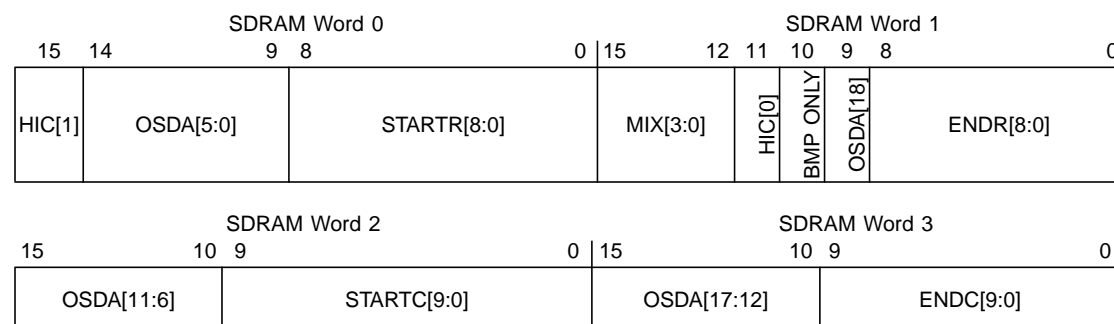 SDRAM Word 0 SDRAM Word 1
15 14 9 8 0 15 12 11 10 9 8 0
HIC[1] OSDA[5:0] STARTR[8:0] MIX[3:0] HIC[0] BMP ONLY OSDA[18] ENDR[8:0]
SDRAM Word 2 SDRAM Word 3
15 10 9 0 15 10 9 0
OSDA[11:6] STARTC[9:0] OSDA[17:12] ENDC[9:0]